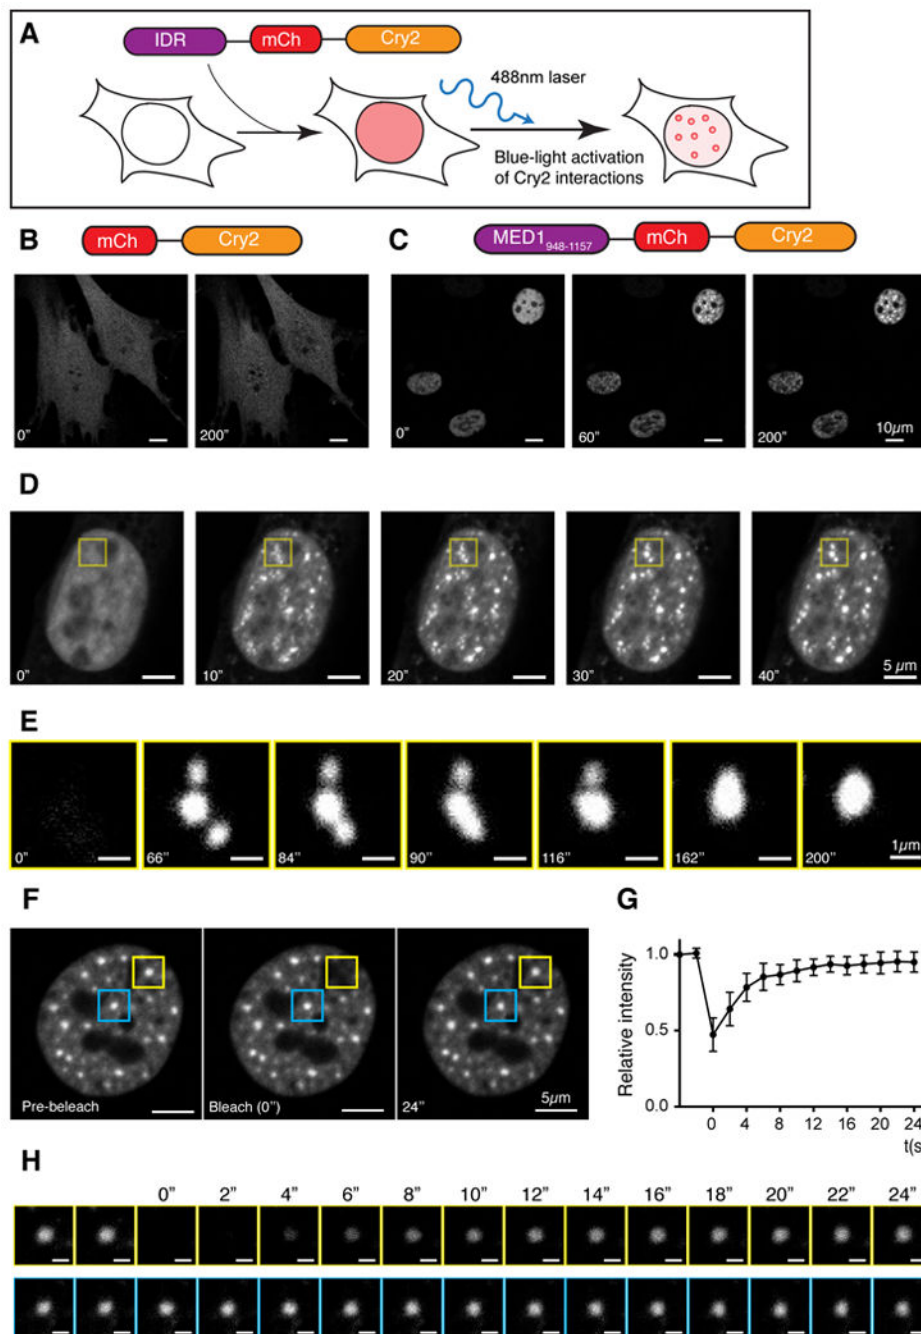 A
IDR mCh Cry2
488nm laser
Blue-light activation
of Cry2 interactions
B
mCh Cry2
0" 200"
C
MED1948-1157 mCh Cry2
0" 60" 200" 10µm
D
0" 10" 20" 30" 40" 5 µm
E
0" 66" 84" 90" 116" 162" 200" 1µm
F
Pre-beleach Bleach (0") 24" 5µm
G
Relative intensity
1.0
0.5
0.0
0 4 8 12 16 20 24
t(s
H
0" 2" 4" 6" 8" 10" 12" 14" 16" 18" 20" 22" 24"